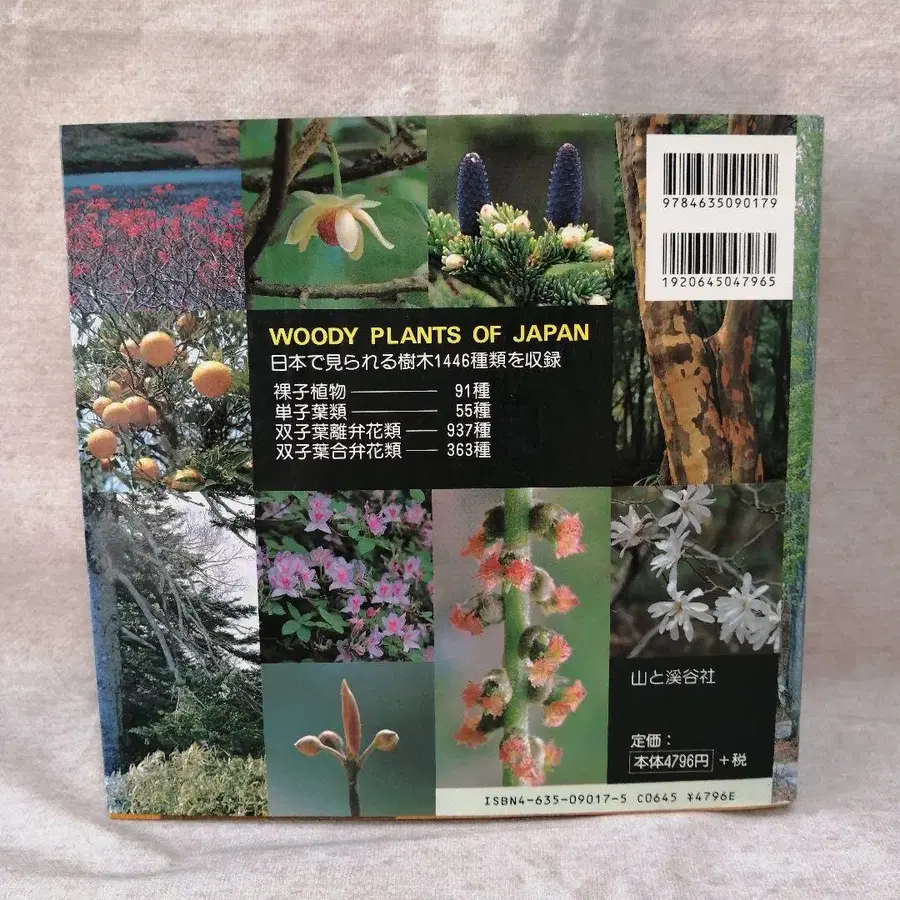 9784635090179
1920645047965
WOODY PLANTS OF JAPAN
日本で見られる樹木1446種類を収録
裸子植物 ——— 91種
単子葉類 ——— 55種
双子葉離弁花類 — 937種
双子葉合弁花類 — 363種
山と溪谷社
定価:
本体4796円 +税
ISBN4-635-09017-5 C0645 ¥4796E